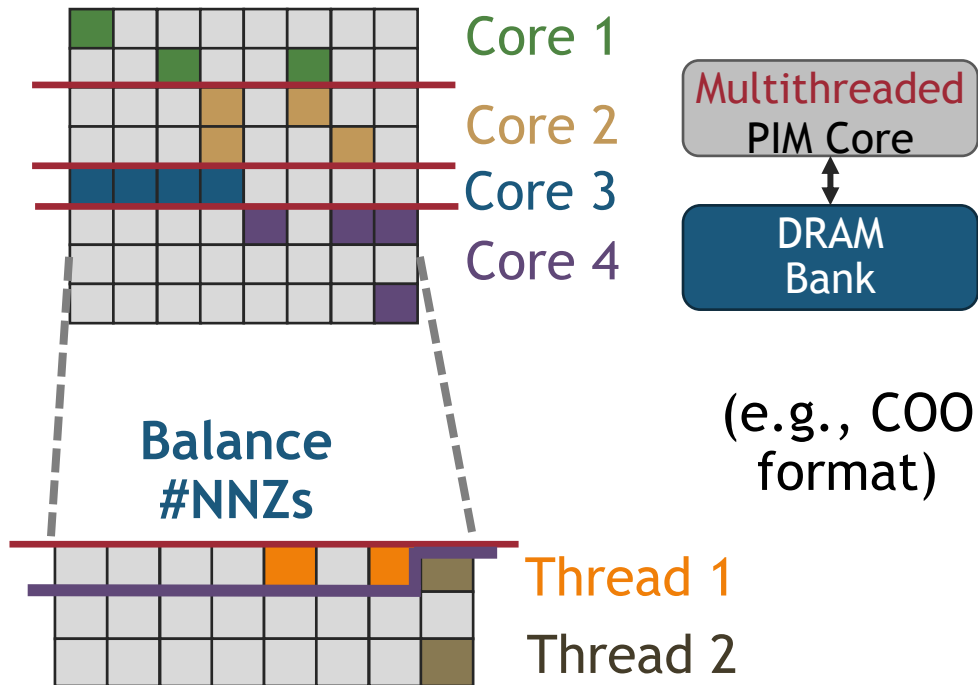 Core 1
Core 2
Core 3
Core 4
Multithreaded
PIM Core
DRAM
Bank
(e.g., COO
format)
Balance
#NNZs
Thread 1
Thread 2